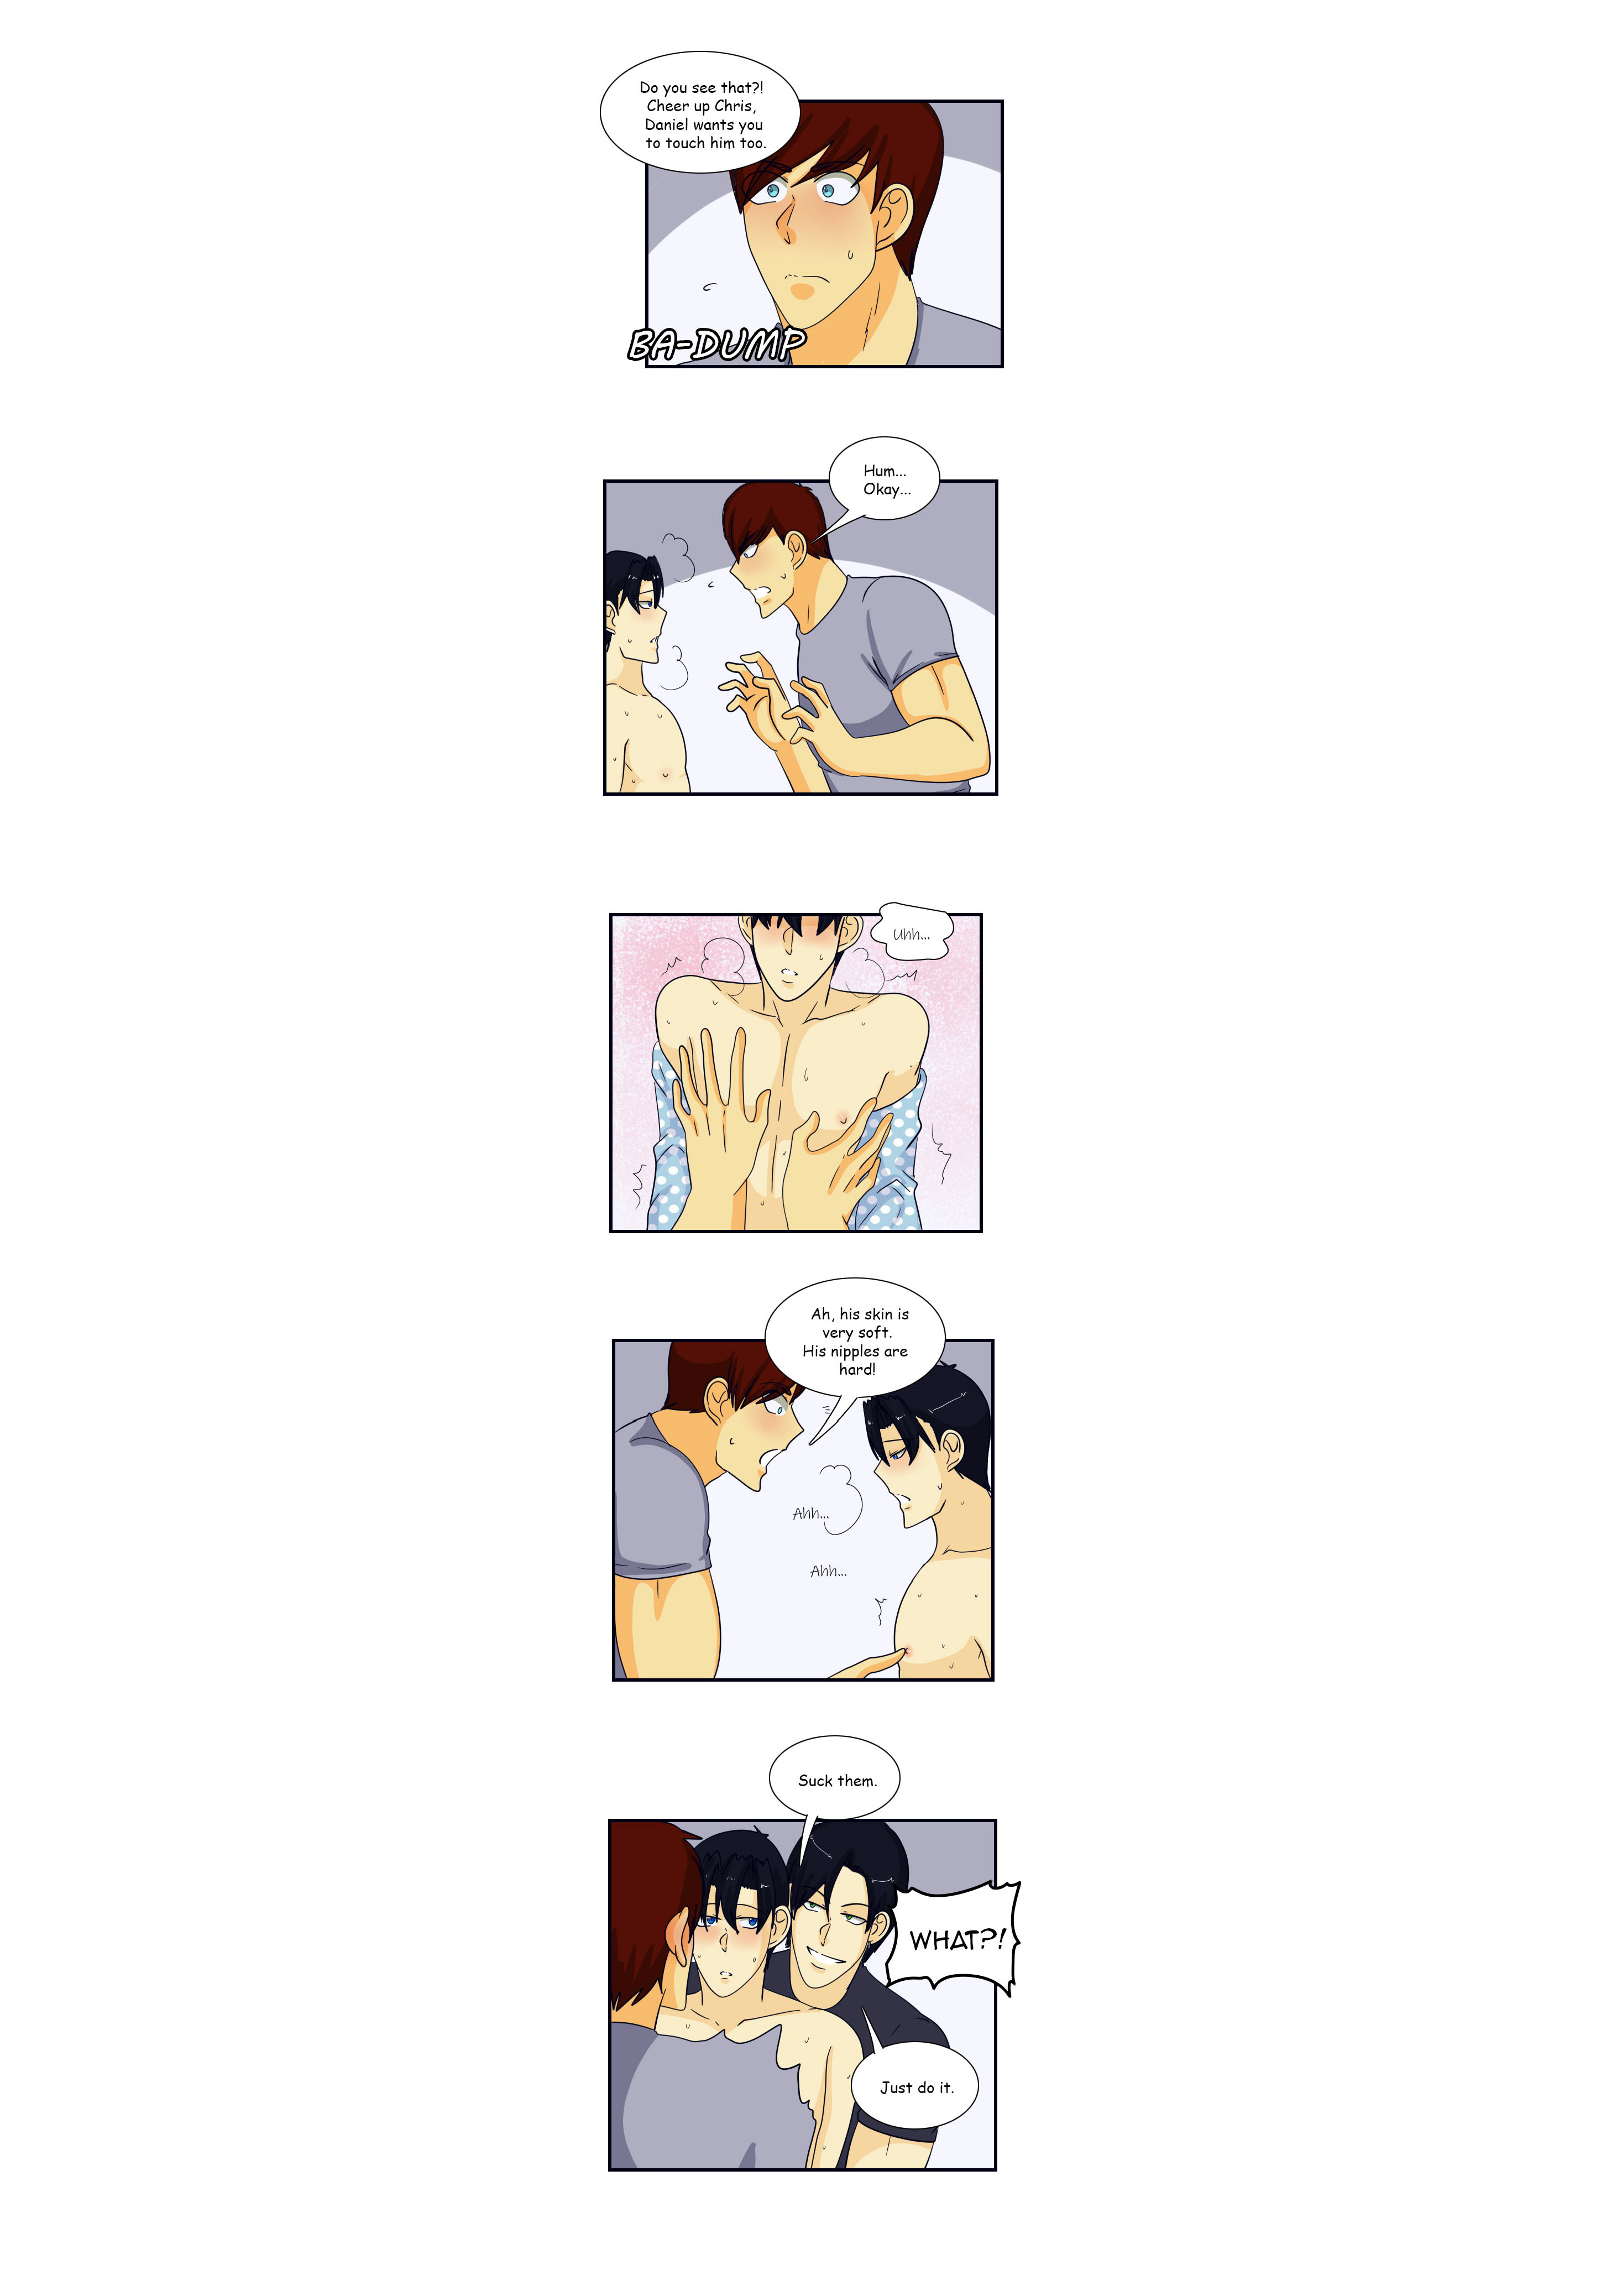 Do you see that?!
Cheer up Chris,
Daniel wants you
to touch him too.
BA-DUMP
Hum...
Okay...
Uhh...
Ah, his skin is
very soft.
His nipples are
hard!
Ahh...
Ahh...
Suck them.
WHAT?!
Just do it.